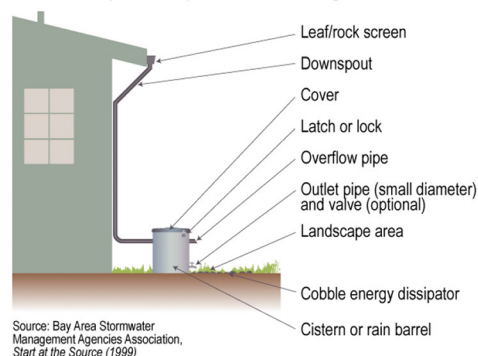 Leaf/rock screen
Downspout
Cover
Latch or lock
Overflow pipe
Outlet pipe (small diameter)
and valve (optional)
Landscape area
Cobble energy dissipator
Cistern or rain barrel
Source: Bay Area Stormwater
Management Agencies Association,
Start at the Source (1999)